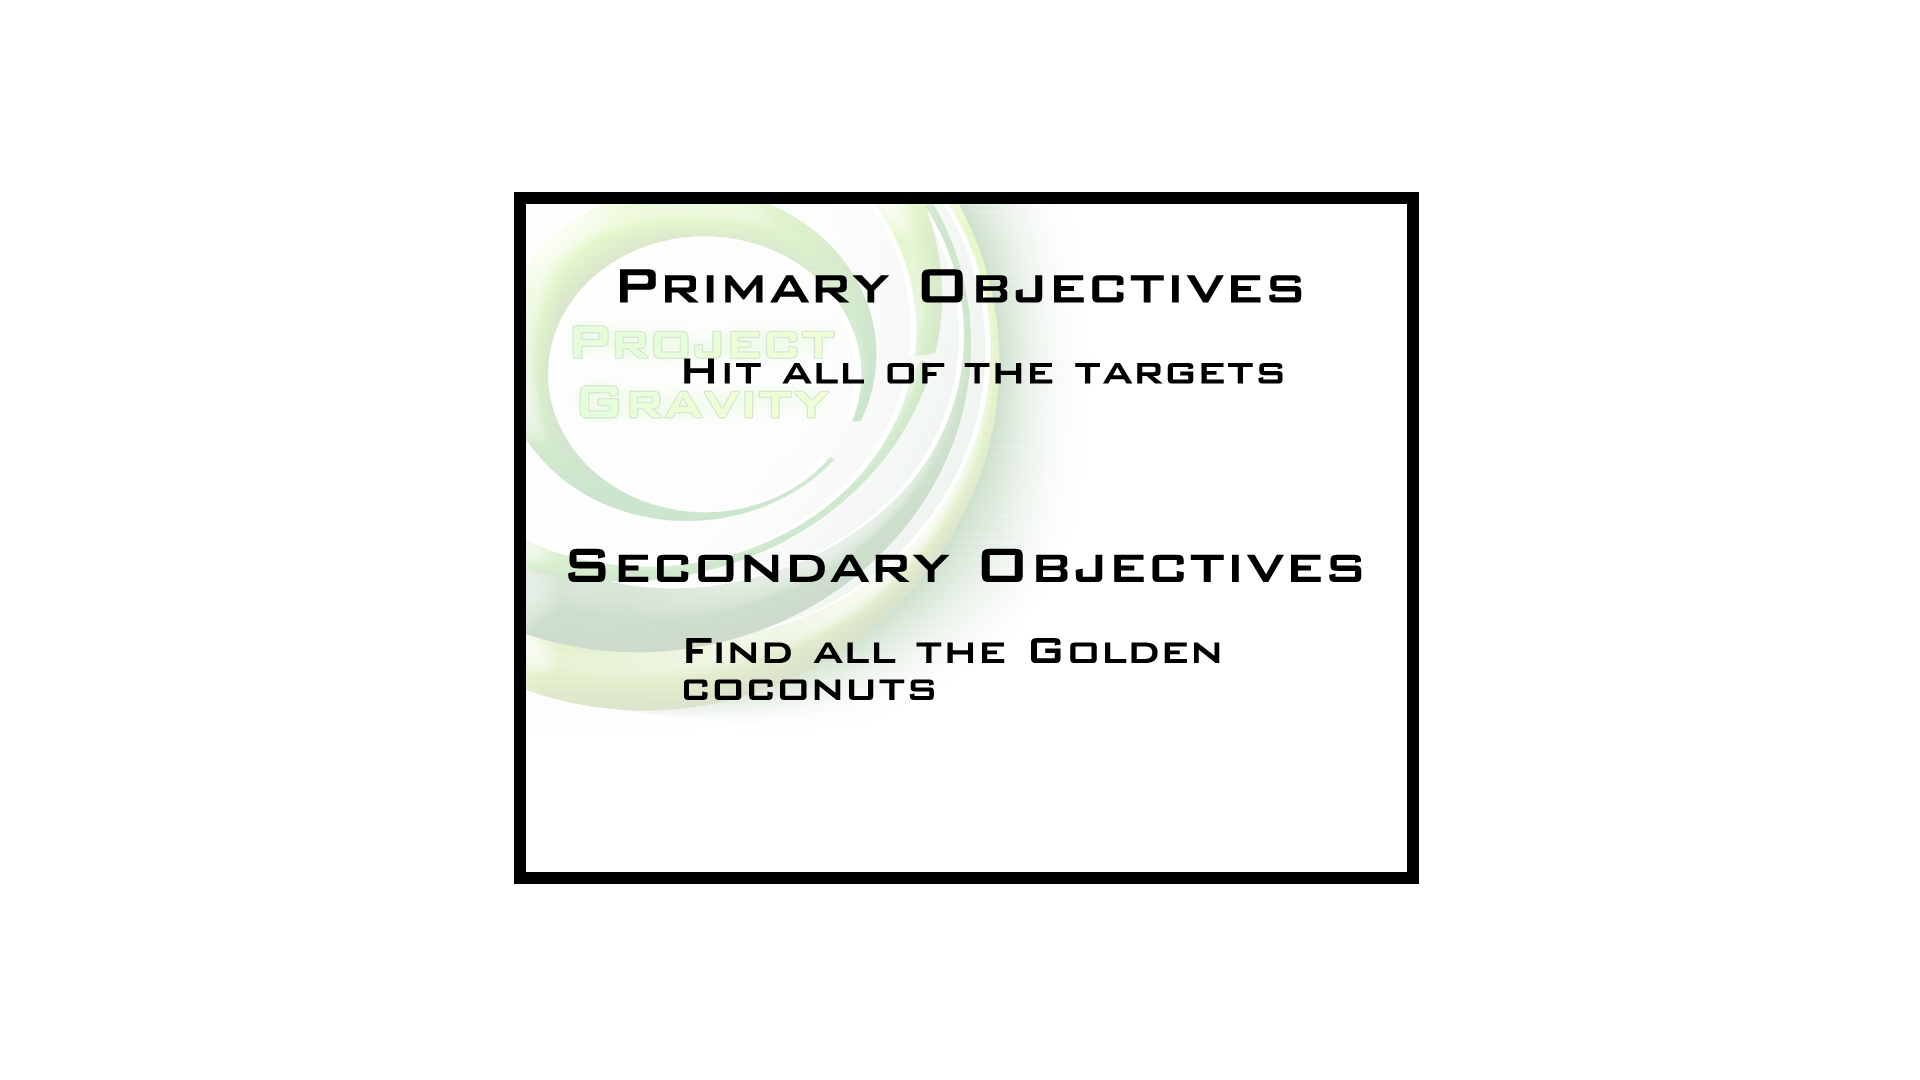 Primary Objectives
Project
Hit all of the targets
Gravity
Secondary Objectives
Find all the Golden
coconuts